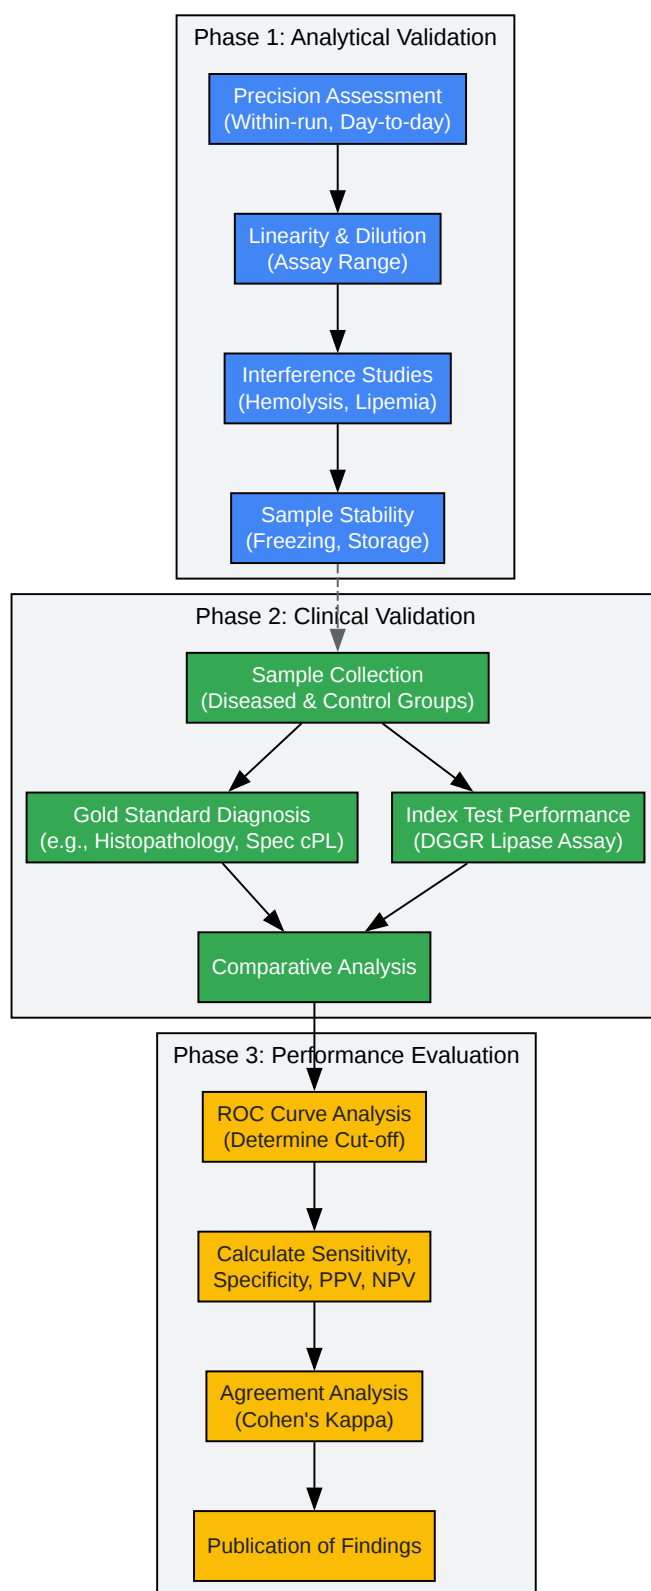 Phase 1: Analytical Validation
Precision Assessment
(Within-run, Day-to-day)
Linearity & Dilution
(Assay Range)
Interference Studies
(Hemolysis, Lipemia)
Sample Stability
(Freezing, Storage)
Phase 2: Clinical Validation
Sample Collection
(Diseased & Control Groups)
Gold Standard Diagnosis
(e.g., Histopathology, Spec cPL)
Index Test Performance
(DGGR Lipase Assay)
Comparative Analysis
Phase 3: Performance Evaluation
ROC Curve Analysis
(Determine Cut-off)
Calculate Sensitivity,
Specificity, PPV, NPV
Agreement Analysis
(Cohen's Kappa)
Publication of Findings